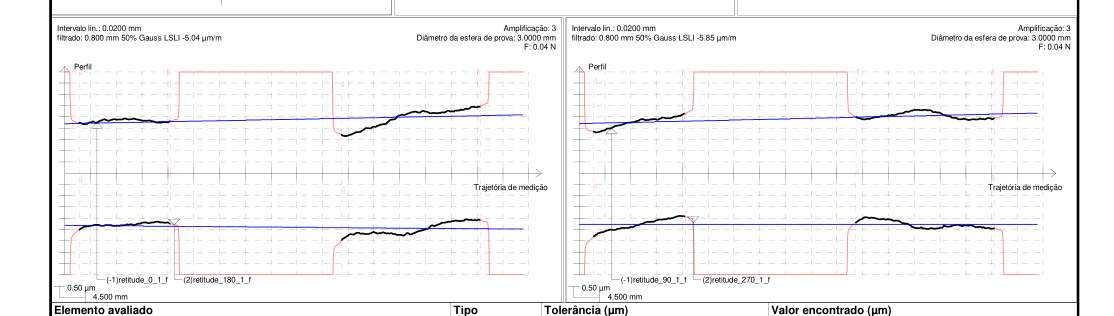 Intervalo lin.: 0.0200 mm
filtrado: 0.800 mm 50% Gauss LSLI -5.04 µm/m
Amplificação: 3
Diâmetro da esfera de prova: 3.0000 mm
F: 0.04 N
Perfil
Trajetória de medição
(-1)retitude_0_1_f
(2)retitude_180_1_f
0.50 µm
4.500 mm
Intervalo lin.: 0.0200 mm
filtrado: 0.800 mm 50% Gauss LSLI -5.85 µm/m
Amplificação: 3
Diâmetro da esfera de prova: 3.0000 mm
F: 0.04 N
Perfil
Trajetória de medição
(-1)retitude_90_1_f
(2)retitude_270_1_f
0.50 µm
4.500 mm
Elemento avaliado Tipo Tolerância (µm) Valor encontrado (µm)